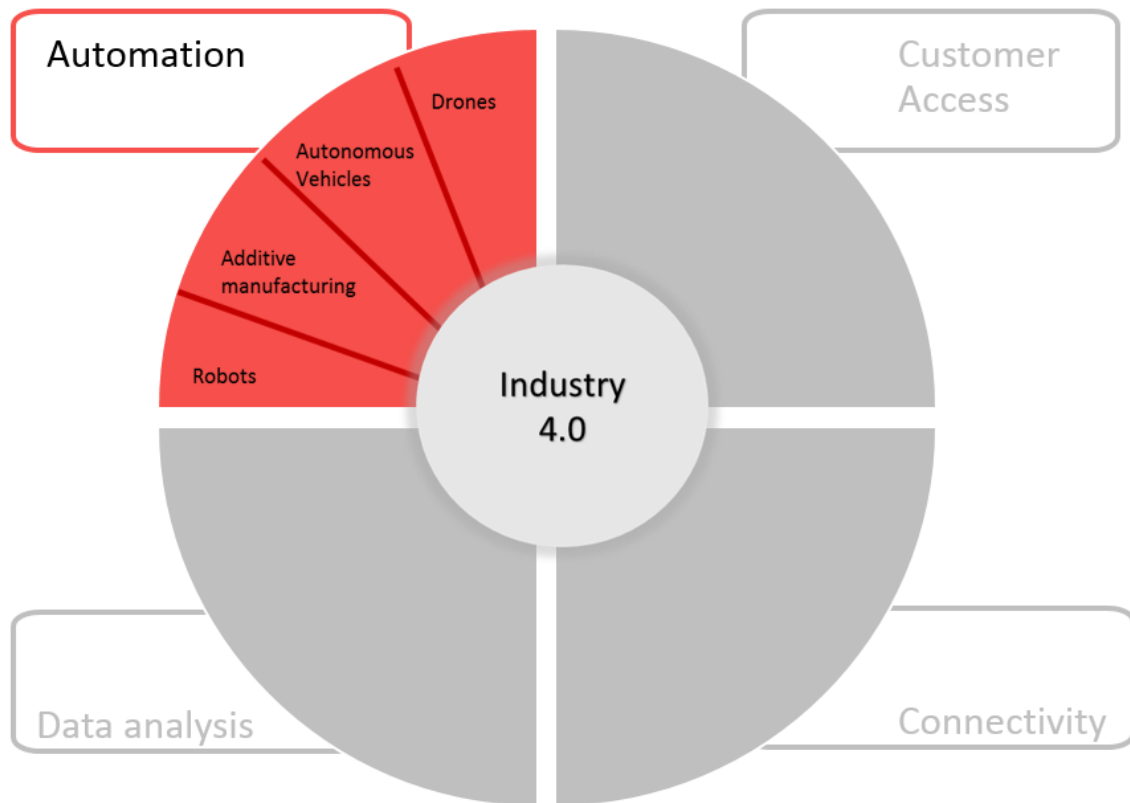 Automation
Customer
Access
Drones
Autonomous
Vehicles
Additive
manufacturing
Robots
Industry
4.0
Data analysis
Connectivity